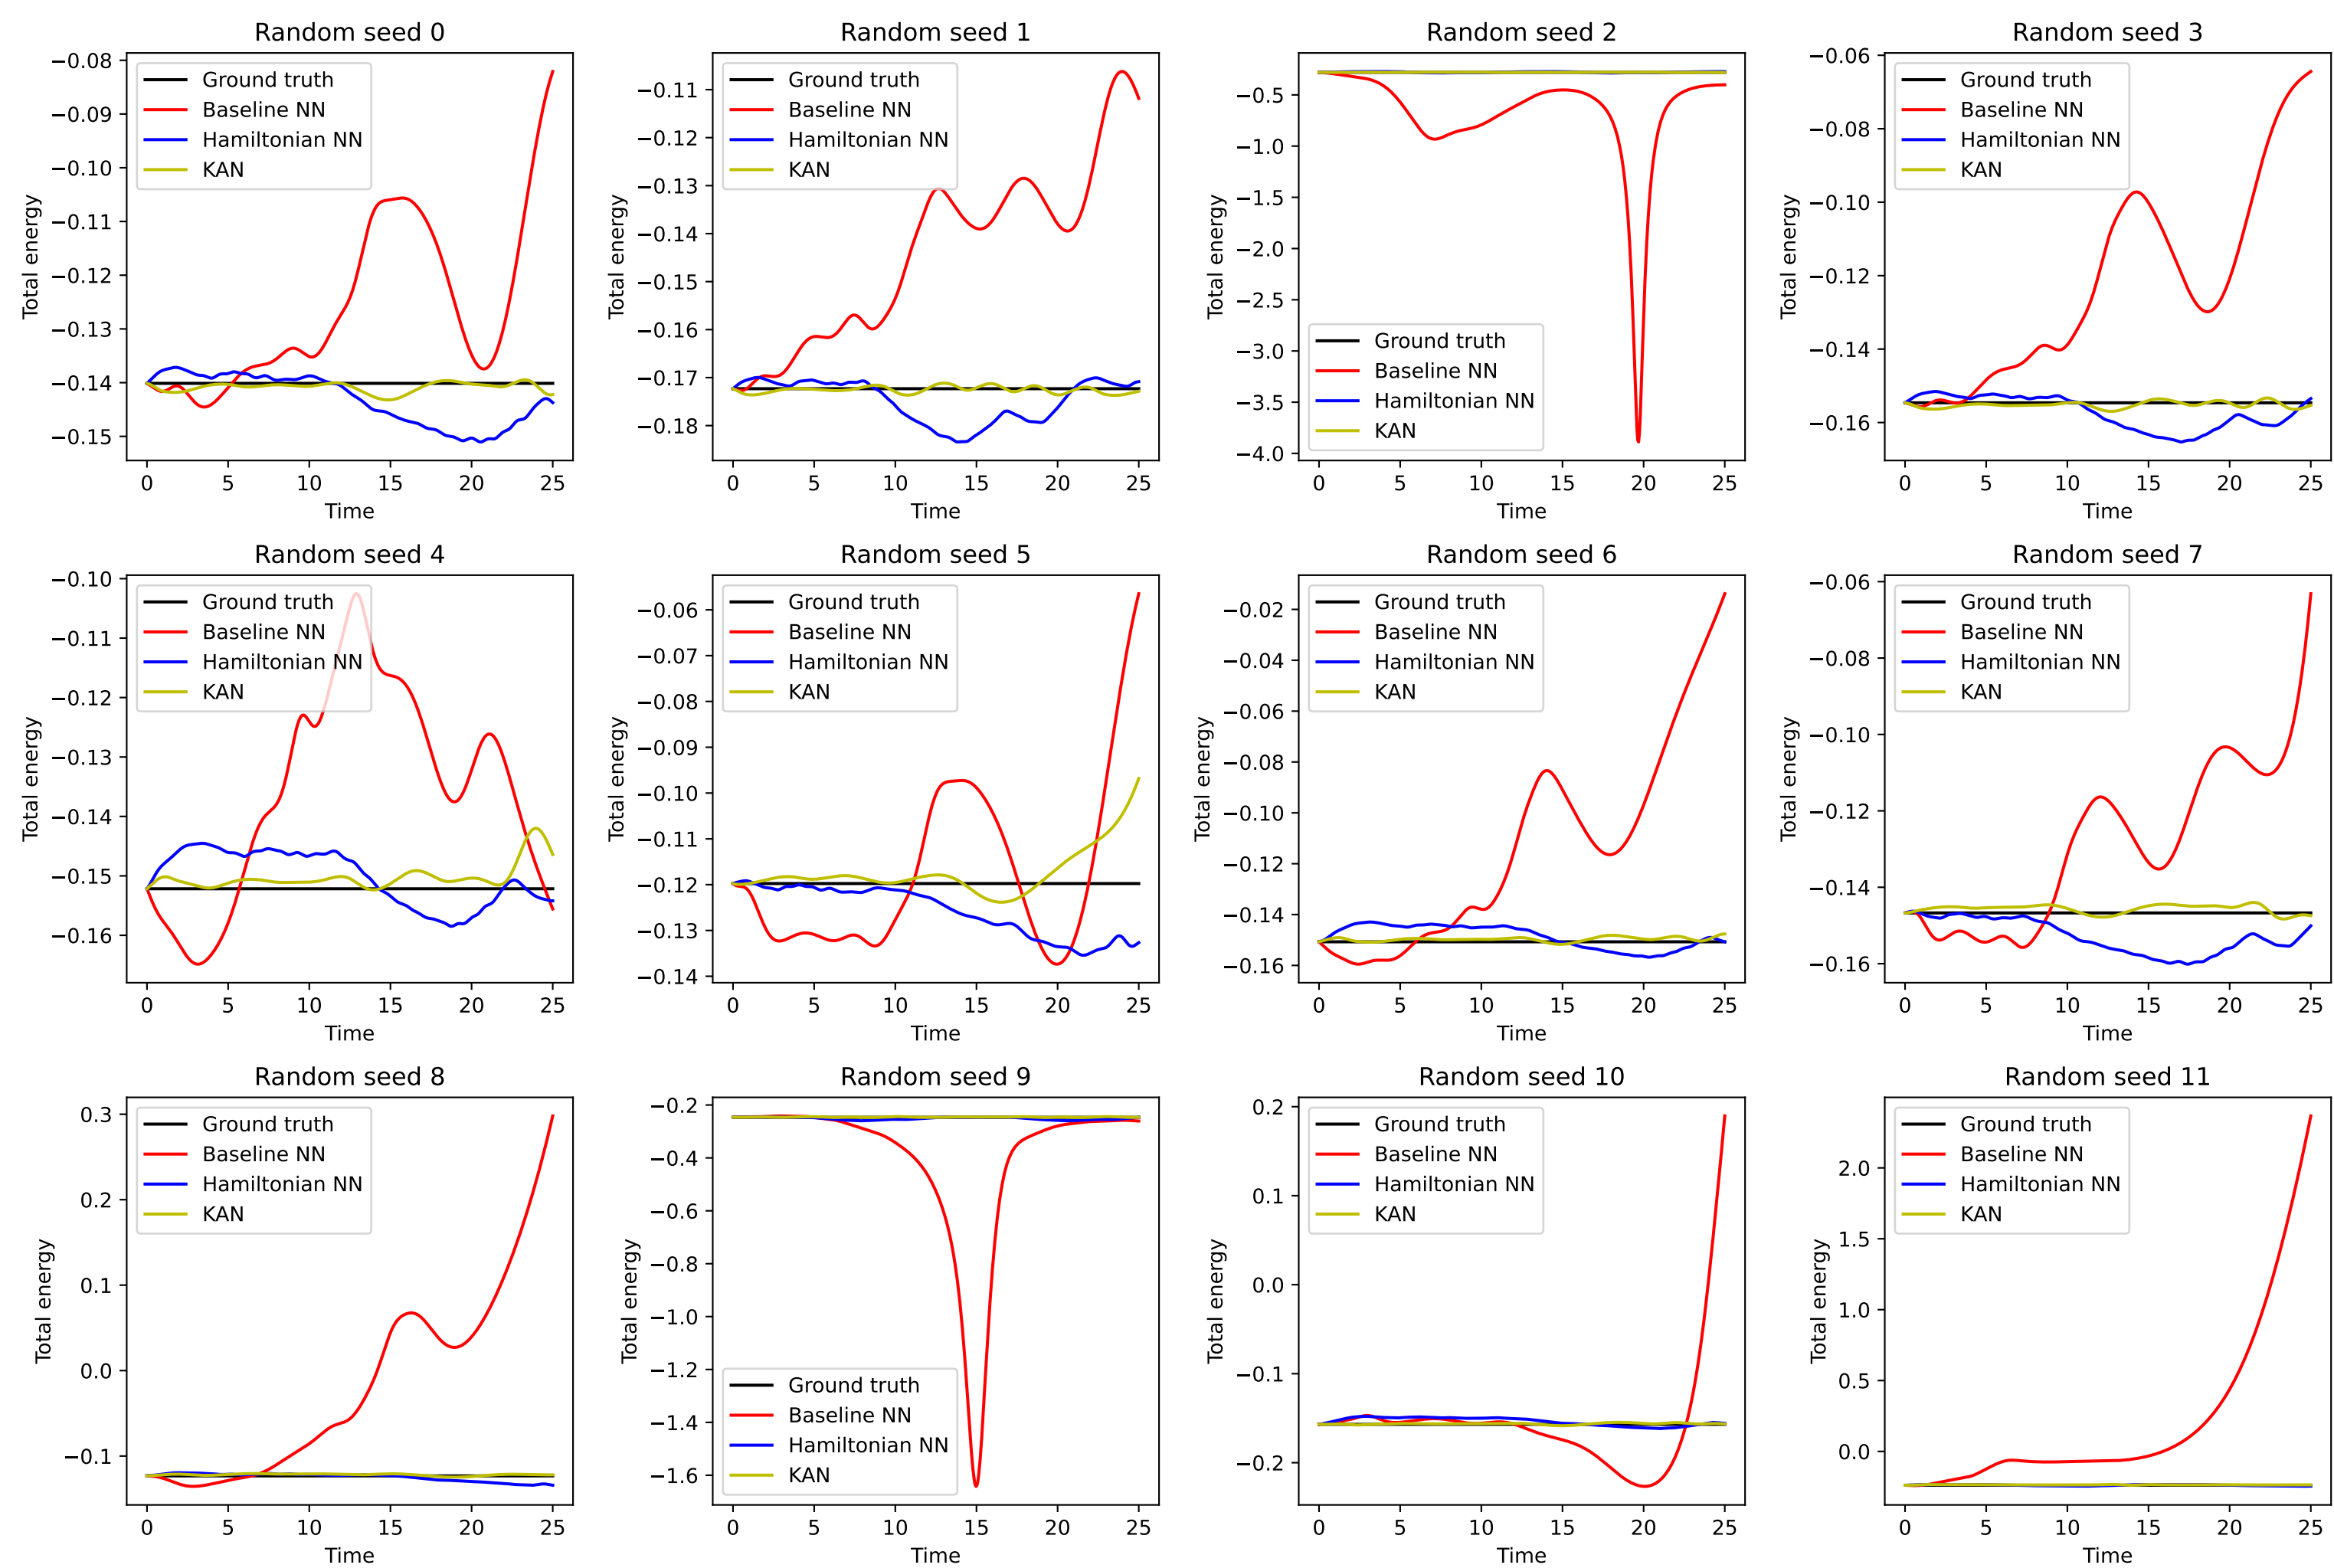 Random seed 0
−0.08
−0.09
−0.10
−0.11
−0.12
−0.13
−0.14
−0.15
Total energy
Ground truth
Baseline NN
Hamiltonian NN
KAN
0 5 10 15 20 25
Time
Random seed 1
−0.11
−0.12
−0.13
−0.14
−0.15
−0.16
−0.17
−0.18
Total energy
Ground truth
Baseline NN
Hamiltonian NN
KAN
0 5 10 15 20 25
Time
Random seed 2
−0.5
−1.0
−1.5
−2.0
−2.5
−3.0
−3.5
−4.0
Total energy
Ground truth
Baseline NN
Hamiltonian NN
KAN
0 5 10 15 20 25
Time
Random seed 3
−0.06
−0.08
−0.10
−0.12
−0.14
−0.16
Total energy
Ground truth
Baseline NN
Hamiltonian NN
KAN
0 5 10 15 20 25
Time
Random seed 4
−0.10
−0.11
−0.12
−0.13
−0.14
−0.15
−0.16
Total energy
Ground truth
Baseline NN
Hamiltonian NN
KAN
0 5 10 15 20 25
Time
Random seed 5
−0.06
−0.07
−0.08
−0.09
−0.10
−0.11
−0.12
−0.13
−0.14
Total energy
Ground truth
Baseline NN
Hamiltonian NN
KAN
0 5 10 15 20 25
Time
Random seed 6
−0.02
−0.04
−0.06
−0.08
−0.10
−0.12
−0.14
−0.16
Total energy
Ground truth
Baseline NN
Hamiltonian NN
KAN
0 5 10 15 20 25
Time
Random seed 7
−0.06
−0.08
−0.10
−0.12
−0.14
−0.16
Total energy
Ground truth
Baseline NN
Hamiltonian NN
KAN
0 5 10 15 20 25
Time
Random seed 8
0.3
0.2
0.1
0.0
−0.1
Total energy
Ground truth
Baseline NN
Hamiltonian NN
KAN
0 5 10 15 20 25
Time
Random seed 9
−0.2
−0.4
−0.6
−0.8
−1.0
−1.2
−1.4
−1.6
Total energy
Ground truth
Baseline NN
Hamiltonian NN
KAN
0 5 10 15 20 25
Time
Random seed 10
0.2
0.1
0.0
−0.1
−0.2
Total energy
Ground truth
Baseline NN
Hamiltonian NN
KAN
0 5 10 15 20 25
Time
Random seed 11
2.0
1.5
1.0
0.5
0.0
Total energy
Ground truth
Baseline NN
Hamiltonian NN
KAN
0 5 10 15 20 25
Time